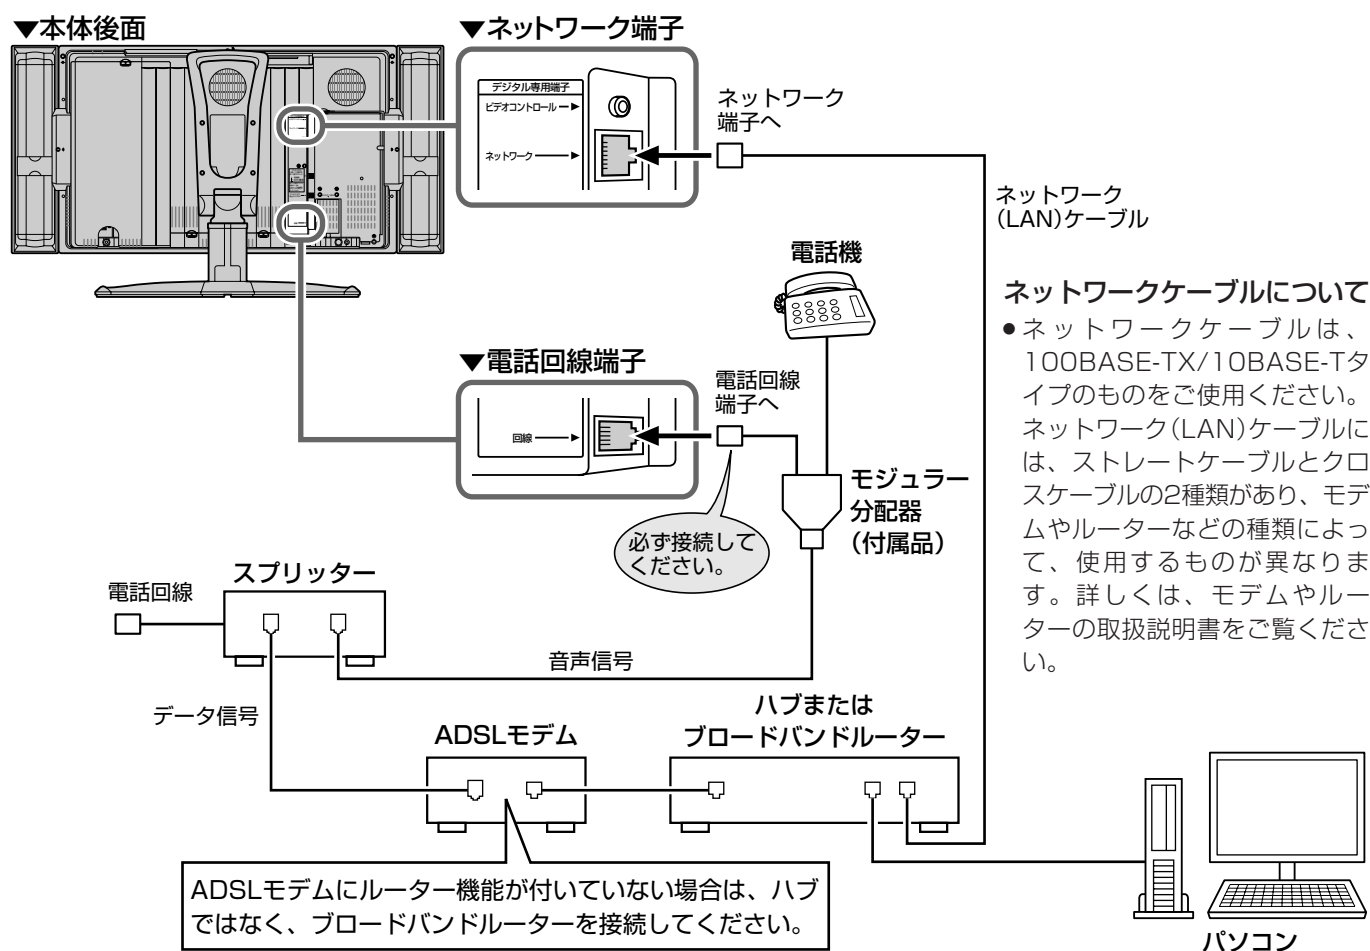 ▼本体後面
▼ネットワーク端子
デジタル専用端子
ビデオコントロール
ネットワーク
ネットワーク
端子へ
ネットワーク
(LAN)ケーブル
電話機
▼電話回線端子
回線
電話回線
端子へ
必ず接続して
ください。
モジュラー
分配器
(付属品)
ネットワークケーブルについて
●ネットワークケーブルは、
100BASE-TX/10BASE-Tタ
イプのものをご使用ください。
ネットワーク(LAN)ケーブルに
は、ストレートケーブルとクロ
スケーブルの2種類があり、モデ
ムやルーターなどの種類によっ
て、使用するものが異なりま
す。詳しくは、モデムやルー
ターの取扱説明書をご覧くださ
い。
スプリッター
電話回線
音声信号
データ信号
ADSLモデム
ハブまたは
ブロードバンドルーター
ADSLモデムにルーター機能が付いていない場合は、ハブ
ではなく、ブロードバンドルーターを接続してください。
パソコン